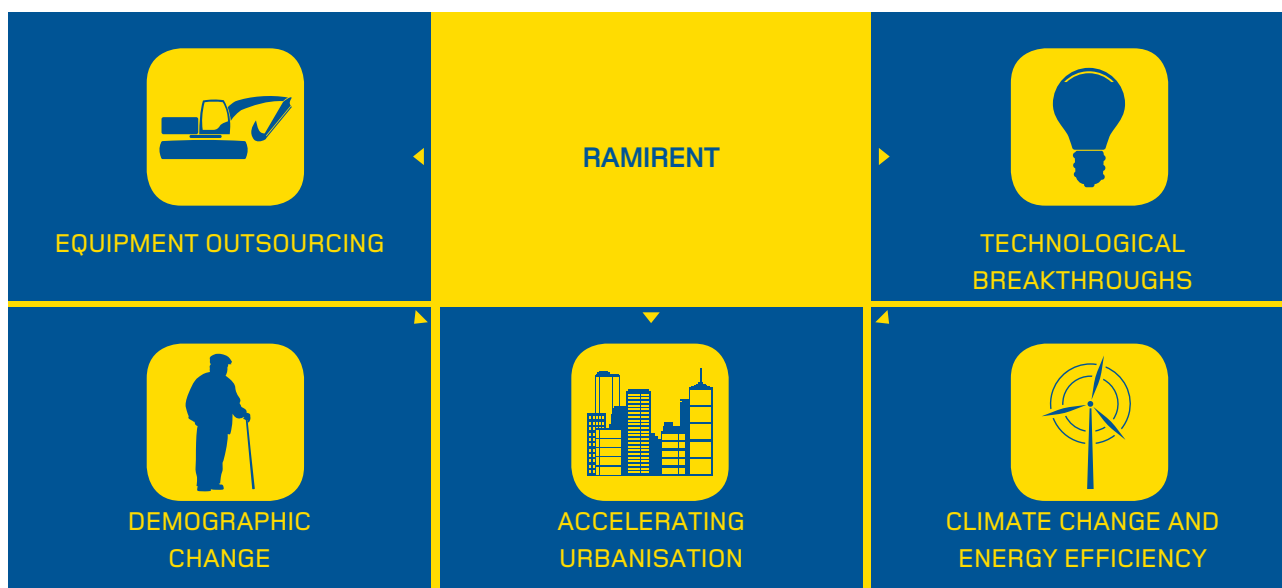 RAMIRENT
EQUIPMENT OUTSOURCING
TECHNOLOGICAL
BREAKTHROUGHS
DEMOGRAPHIC
CHANGE
ACCELERATING
URBANISATION
CLIMATE CHANGE AND
ENERGY EFFICIENCY